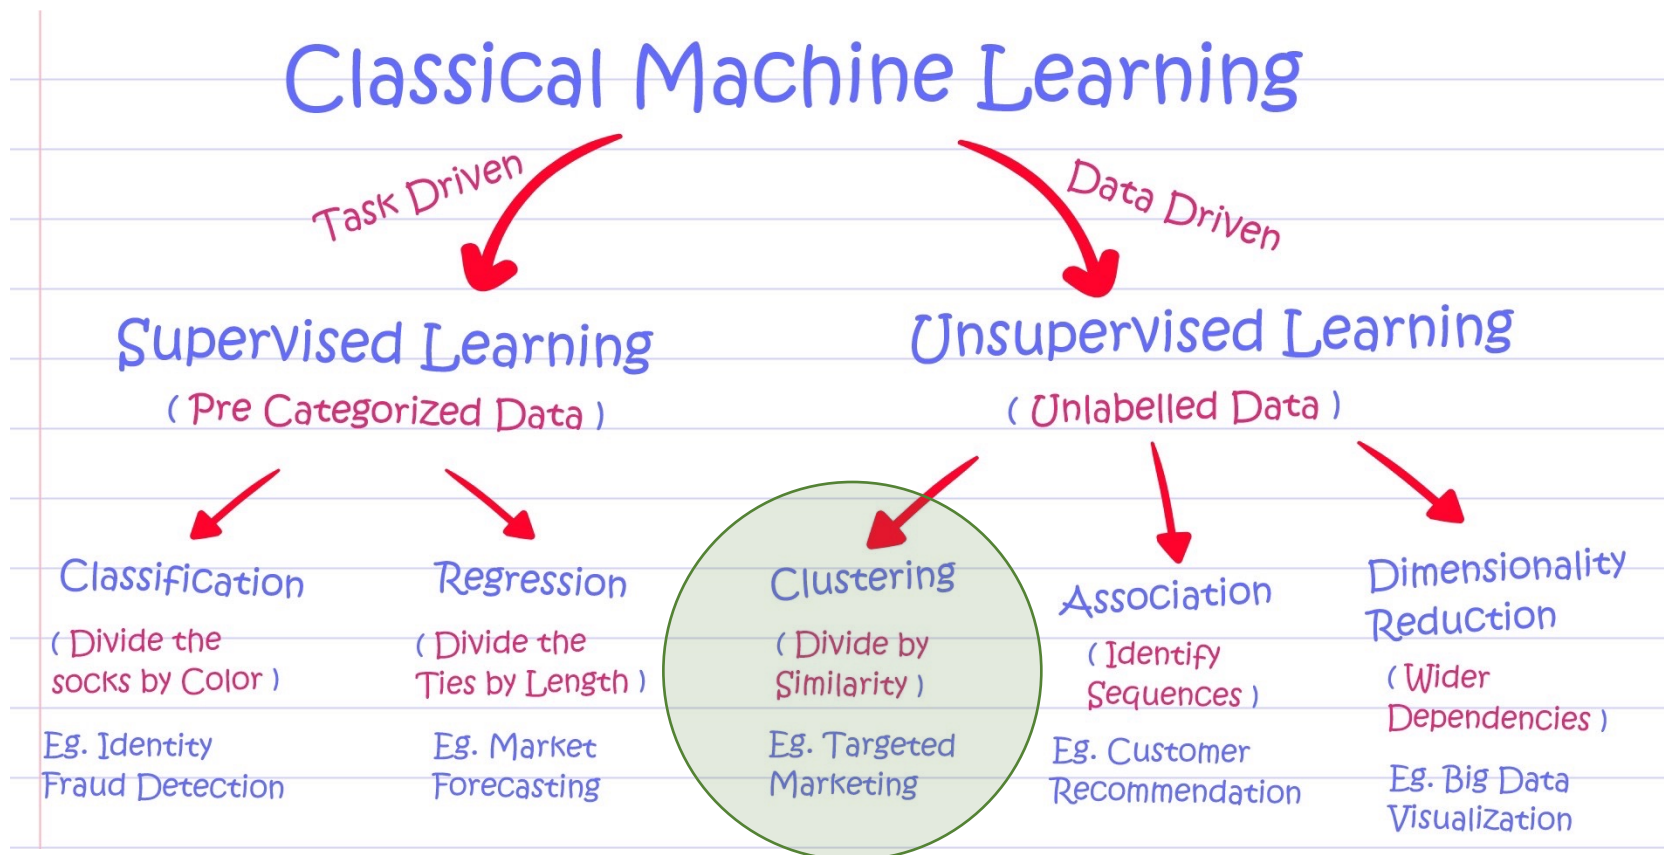 Classical Machine Learning
Task Driven
Data Driven
Supervised Learning
( Pre Categorized Data )
Unsupervised Learning
( Unlabelled Data )
Classification
( Divide the
socks by Color )
Eg. Identity
Fraud Detection
Regression
( Divide the
Ties by Length )
Eg. Market
Forecasting
Clustering
( Divide by
Similarity )
Eg. Targeted
Marketing
Association
( Identify
Sequences )
Eg. Customer
Recommendation
Dimensionality
Reduction
( Wider
Dependencies )
Eg. Big Data
Visualization